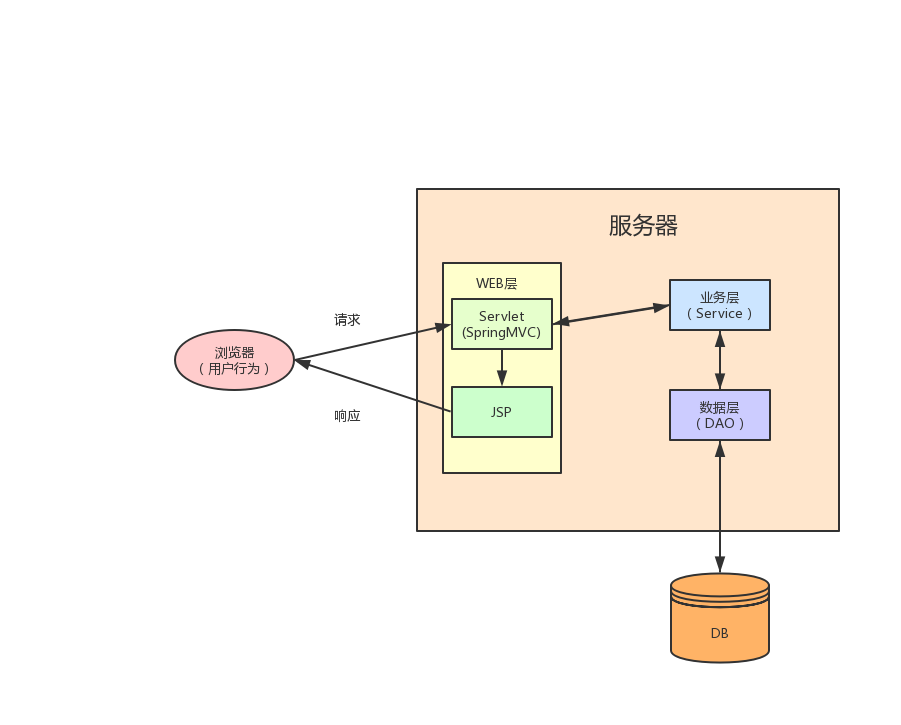 服务器
WEB层
Servlet
(SpringMVC)
JSP
业务层
（ Service ）
数据层
（ DAO ）
请求
浏览器
（ 用户行为 ）
响应
DB